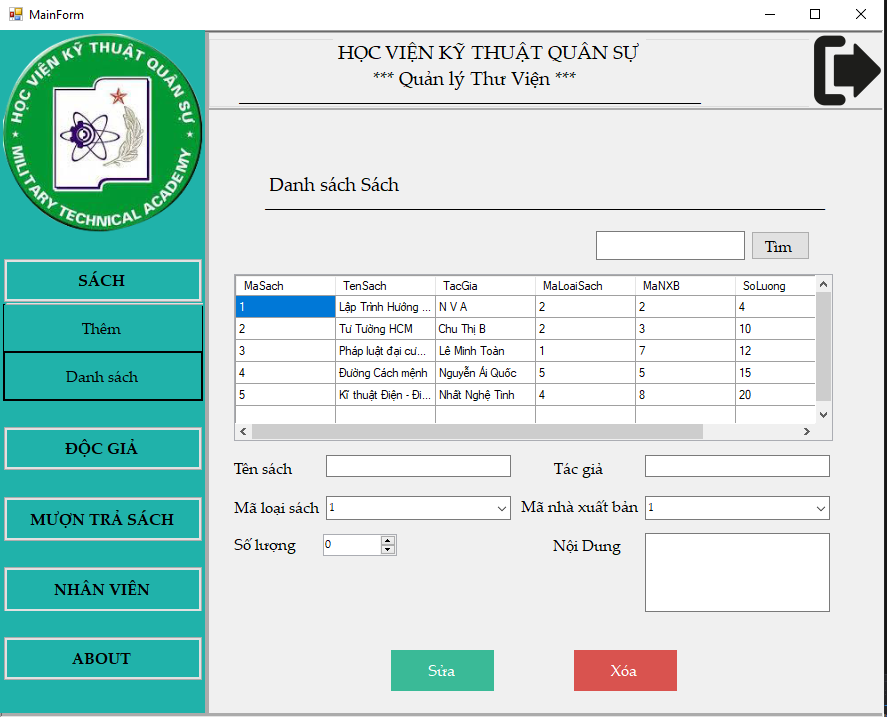 MainForm
HỌC VIỆN KỸ THUẬT QUÂN SỰ
MILITARY TECHNICAL ACADEMY
HỌC VIỆN KỸ THUẬT QUÂN SỰ
*** Quản lý Thư Viện ***
SÁCH
Thêm
Danh sách
ĐỘC GIẢ
MƯỢN TRẢ SÁCH
NHÂN VIÊN
ABOUT
Danh sách Sách
Tìm
MaSach TenSach TacGia MaLoaiSach MaNXB SoLuong
1 Lập Trình Hướng ... N V A 2 2 4
2 Tư Tưởng HCM Chu Thị B 2 3 10
3 Pháp luật đại cư... Lê Minh Toàn 1 7 12
4 Đường Cách mệnh Nguyễn Ái Quốc 5 5 15
5 Kĩ thuật Điện - Đi... Nhất Nghệ Tinh 4 8 20
Tên sách Tác giả
Mã loại sách 1 Mã nhà xuất bản 1
Số lượng 0 Nội Dung
Sửa Xóa